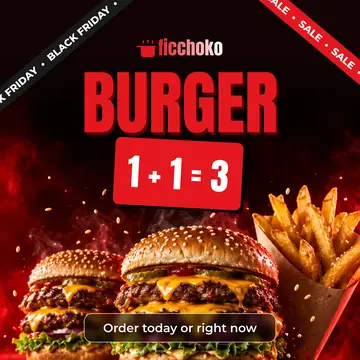 BLACK FRIDAY • BLACK FRIDAY •
SALE • SALE • SALE •
ficchoko
BURGER
1 + 1 = 3
Order today or right now